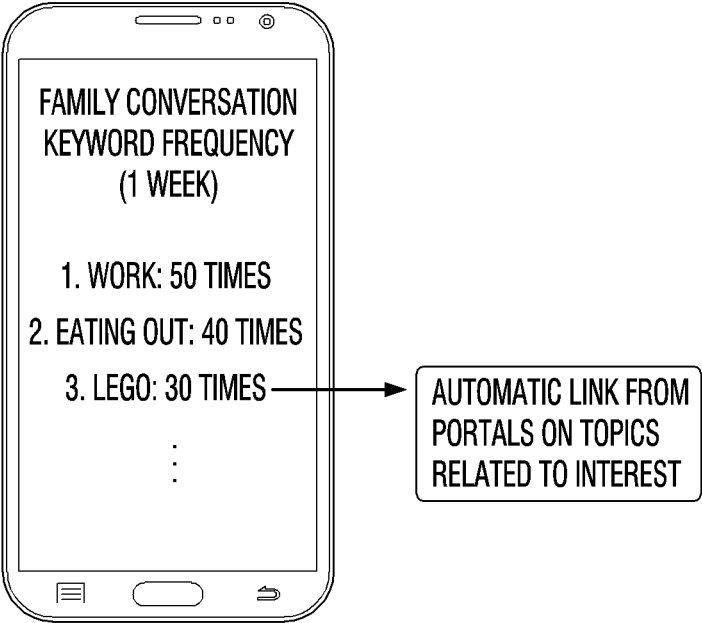 FAMILY CONVERSATION
KEYWORD FREQUENCY
(1 WEEK)
1. WORK: 50 TIMES
2. EATING OUT: 40 TIMES
3. LEGO: 30 TIMES
AUTOMATIC LINK FROM
PORTALS ON TOPICS
RELATED TO INTEREST